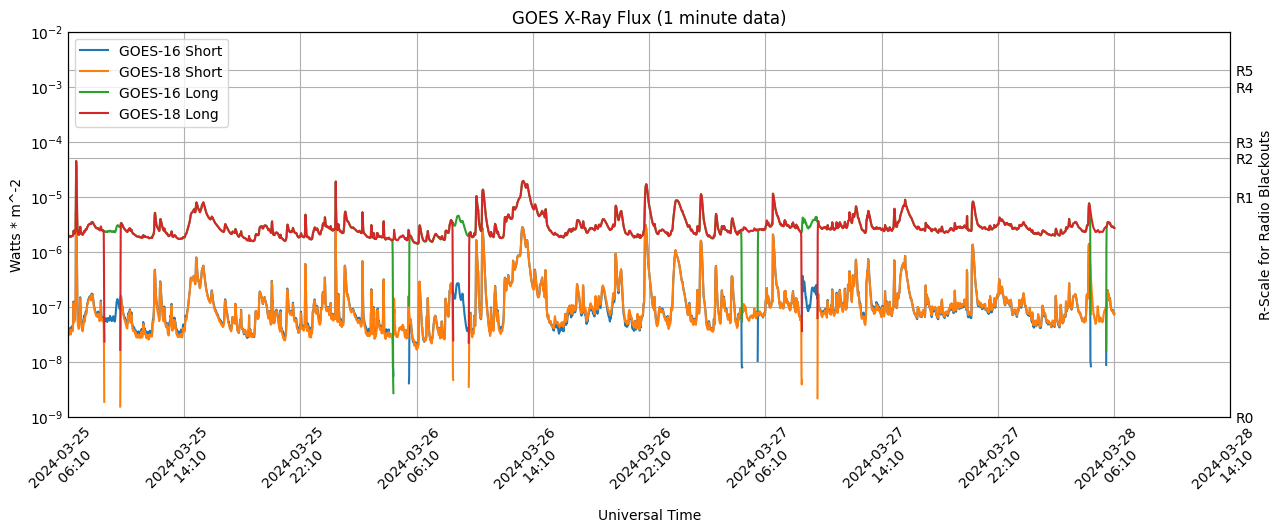 GOES X-Ray Flux (1 minute data)
GOES-16 Short
GOES-18 Short
GOES-16 Long
GOES-18 Long
Watts * m^-2
10^-2
10^-3
10^-4
10^-5
10^-6
10^-7
10^-8
10^-9
R5
R4
R3
R2
R1
R0
R-Scale for Radio Blackouts
2024-03-25
06:10
2024-03-25
14:10
2024-03-25
22:10
2024-03-26
06:10
2024-03-26
14:10
2024-03-26
22:10
2024-03-27
06:10
2024-03-27
14:10
2024-03-27
22:10
2024-03-28
06:10
2024-03-28
14:10
Universal Time